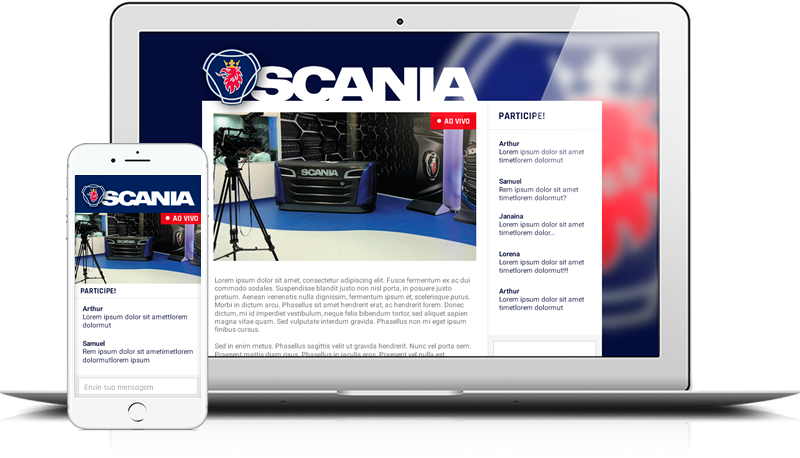 SCANIA
AO VIVO
SCANIA
Lorem ipsum dolor sit amet, consectetur adipiscing elit. Fusce fermentum ex ac dui
commodo sodales. Suspendisse blandit justo non nisl porta, in posuere justo
pretium. Aenean venenatis nulla dignissim, fermentum ipsum et, scelerisque purus.
Morbi in dictum arcu. Phasellus sit amet hendrerit erat, ac hendrerit lorem. Donec
dictum, mi id imperdiet vestibulum, neque felis bibendum tortor, sed aliquet sapien
magna vitae quam. Sed vulputate interdum gravida. Phasellus non mi eget ipsum
finibus cursus.
Sed in enim metus. Phasellus sagittis velit ut gravida hendrerit. Nunc vel porta sem.
Praesent mattis diam risus. Phasellus in iaculis eros. Praesent vel nulla est
PARTICIPE!
Arthur
Lorem ipsum dolor sit amet
timetlorem dolormut
Samuel
Rem ipsum dolor sit amet
timetlorem dolormut?
Janaina
Lorem ipsum dolor sit amet
timetlorem dolor...
Lorena
Lorem ipsum dolor sit amet
timetlorem dolormut!!!
Arthur
Lorem ipsum dolor sit amet
timetlorem dolormut
SCANIA
AO VIVO
SCANIA
PARTICIPE!
Arthur
Lorem ipsum dolor sit amettlorem
dolormut
Samuel
Rem ipsum dolor sit ametimetlorem
dolormutlorem ipsum
Envie sua mensagem